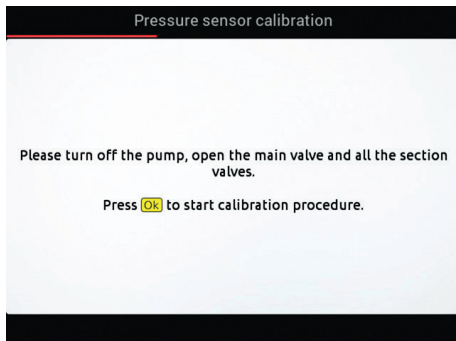 Pressure sensor calibration
Please turn off the pump, open the main valve and all the section
valves.
Press Ok to start calibration procedure.